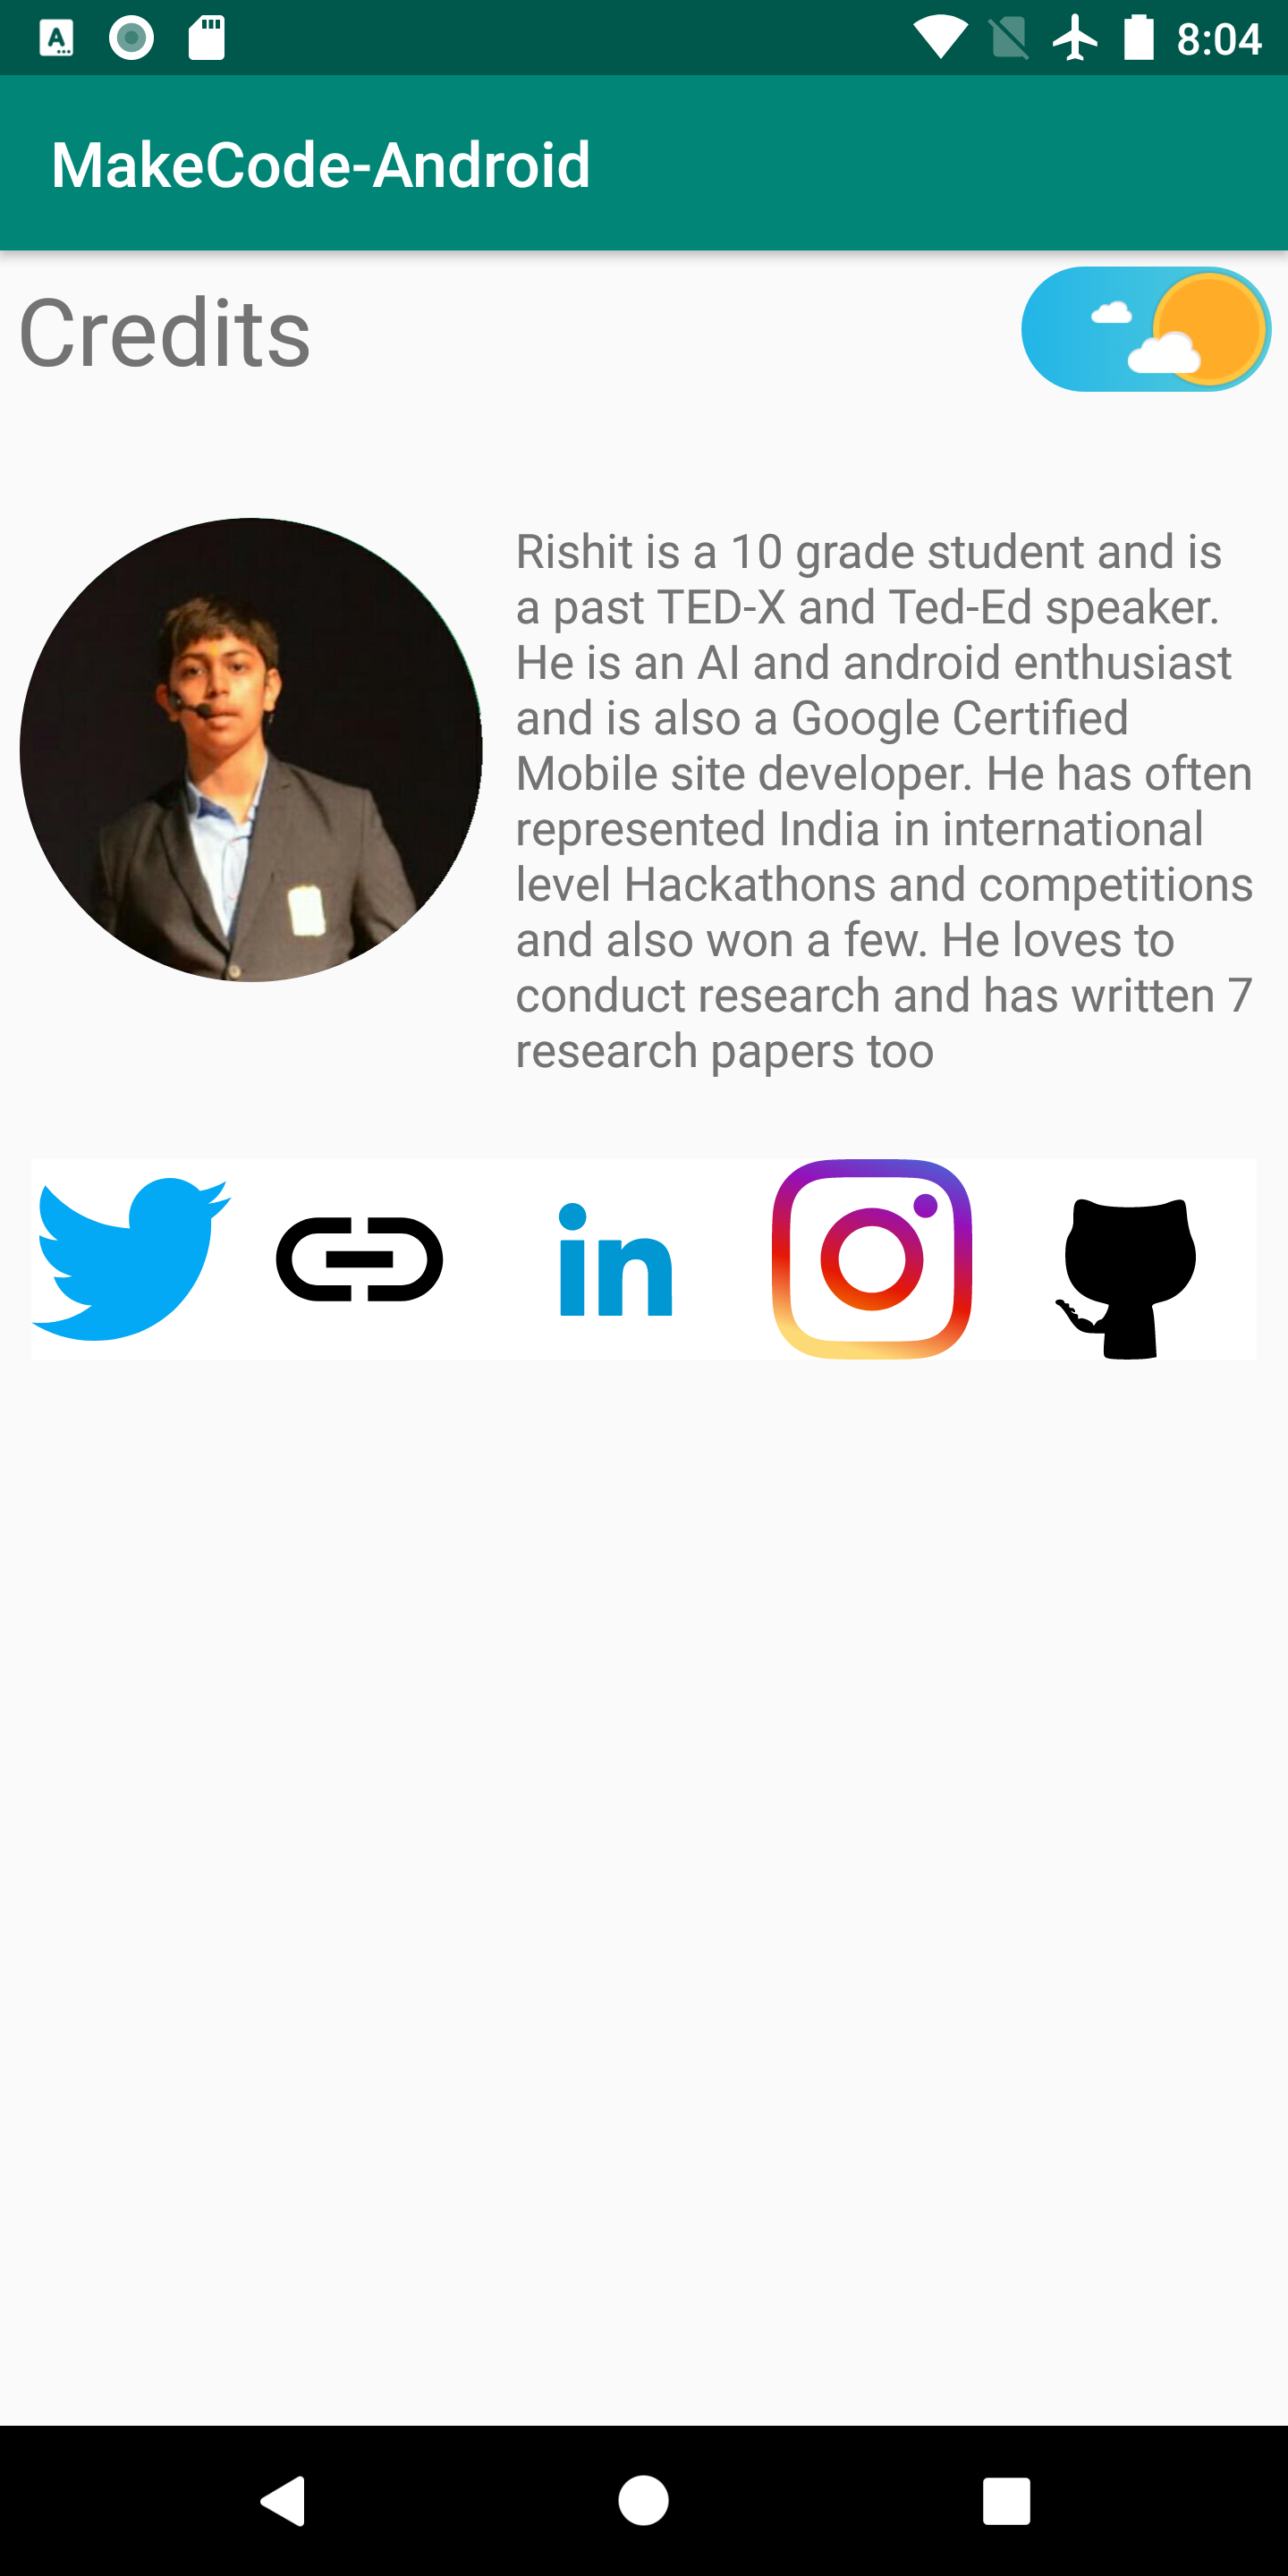 8:04
MakeCode-Android
Credits
Rishit is a 10 grade student and is
a past TED-X and Ted-Ed speaker.
He is an AI and android enthusiast
and is also a Google Certified
Mobile site developer. He has often
represented India in international
level Hackathons and competitions
and also won a few. He loves to
conduct research and has written 7
research papers too
in